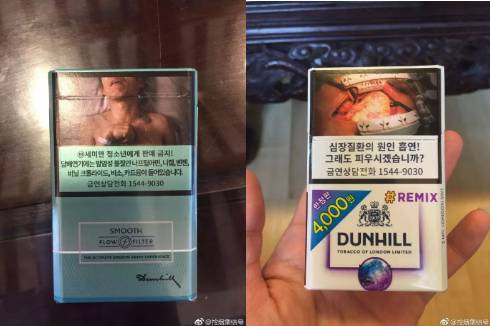 ⑲세미만 청소년에게 판매 금지!
담배연기에는 발암성 물질인 나프틸아민, 니켈, 벤젠,
비닐 크롤라이드, 비소, 카드뮴이 들어있습니다.
금연상담전화 1544-9030
SMOOTH
FLOW FILTER
Dunhill
심장질환의 원인 흡연!
그래도 피우시겠습니까?
금연상담전화 1544-9030
한정판
4,000원
#REMIX
DUNHILL
TOBACCO OF LONDON LIMITED